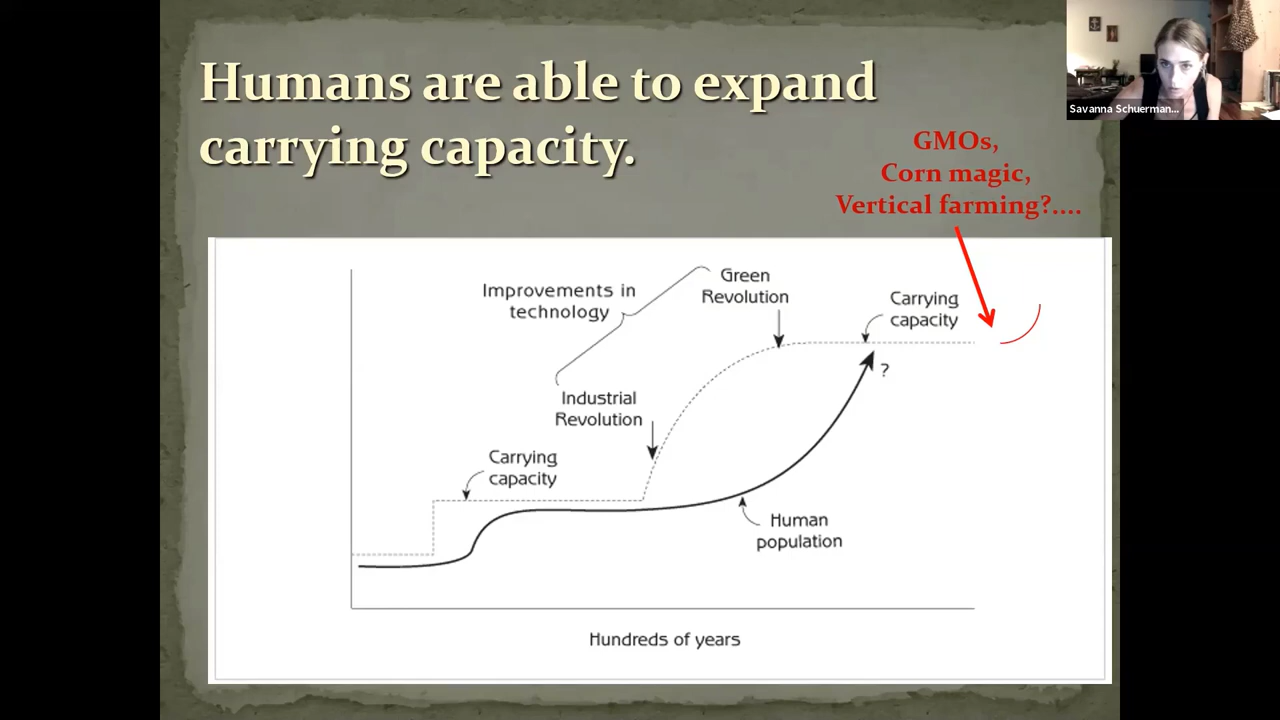 Humans are able to expand
carrying capacity.
Savanna Schuerman...
GMOs,
Corn magic,
Vertical farming?....
Improvements in
technology
Green
Revolution
Carrying
capacity
?
Industrial
Revolution
Carrying
capacity
Human
population
Hundreds of years